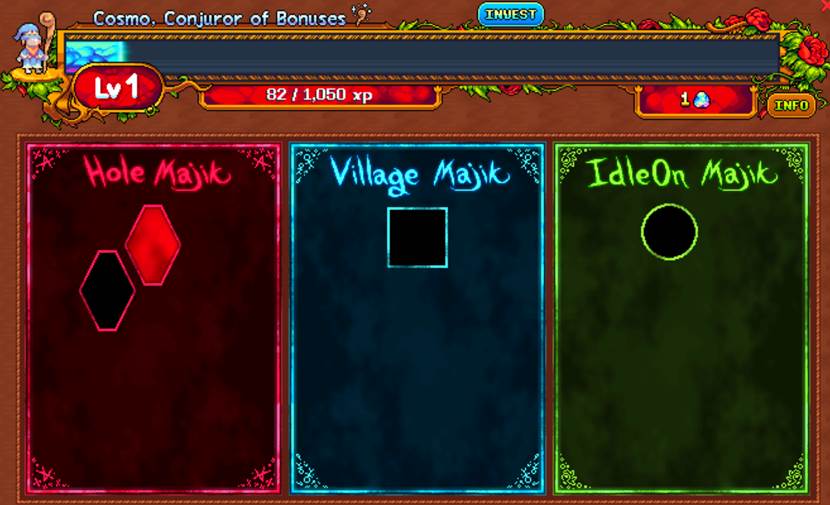 Cosmo, Conjuror of Bonuses
INVEST
Lv 1
82 / 1,050 xp
1
INFO
Hole Majik
Village Majik
IdleOn Majik